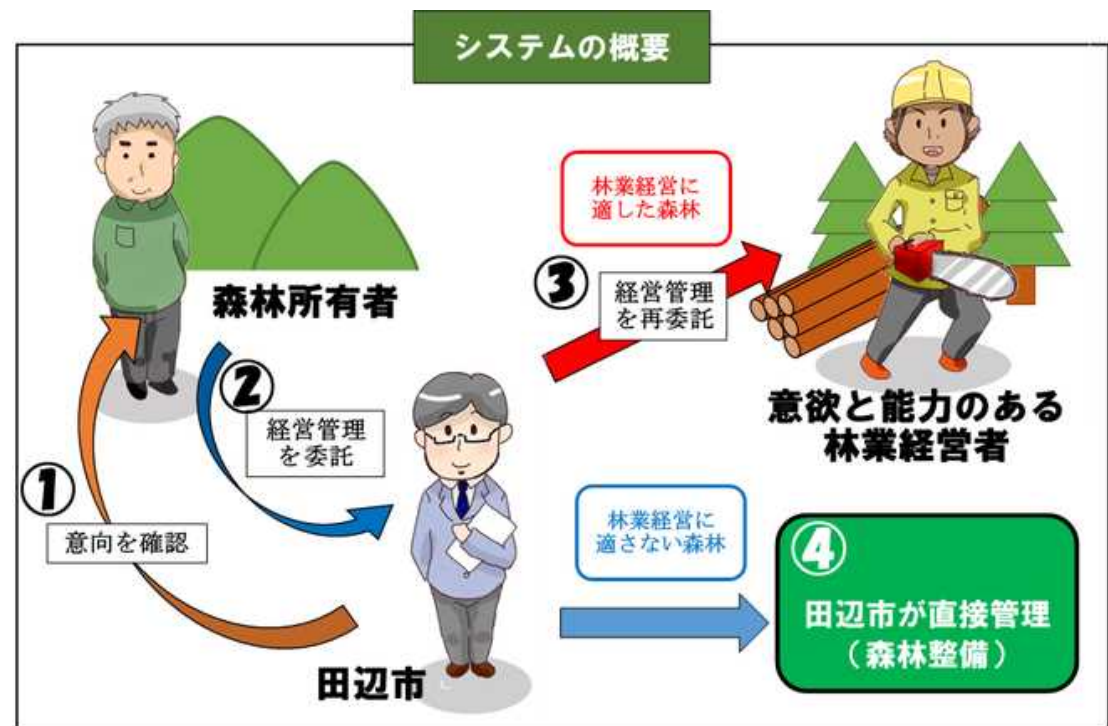 システムの概要
森林所有者
①
意向を確認
②
経営管理
を委託
田辺市
林業経営に
適した森林
③
経営管理
を再委託
意欲と能力のある
林業経営者
林業経営に
適さない森林
④
田辺市が直接管理
（森林整備）